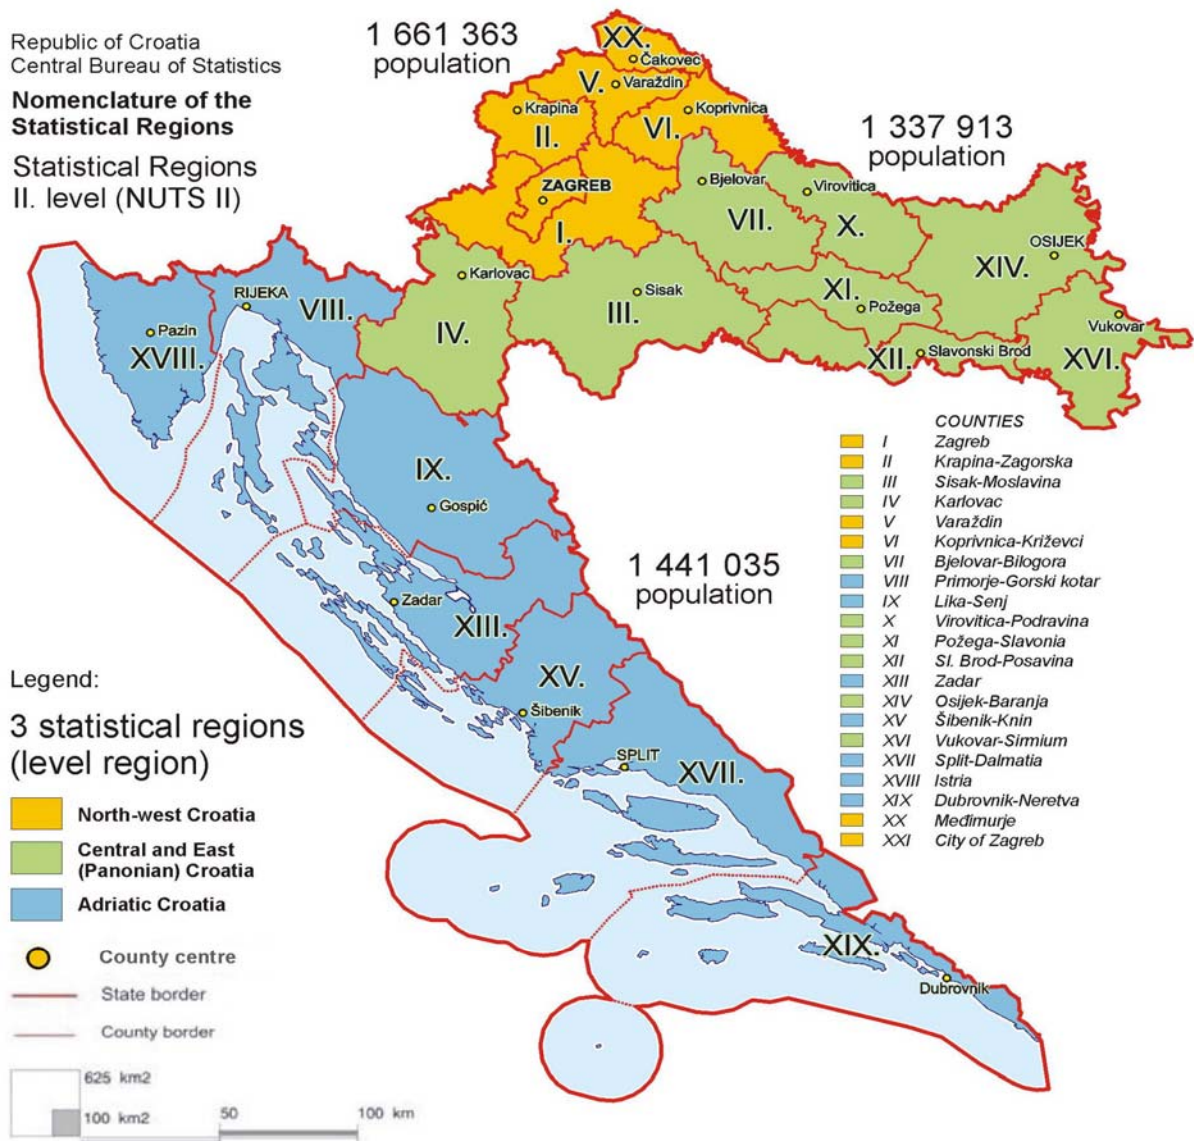 Republic of Croatia
Central Bureau of Statistics
Nomenclature of the
Statistical Regions
Statistical Regions
II. level (NUTS II)
1 661 363
population
1 337 913
population
1 441 035
population
XX.
Čakovec
V.
Varaždin
Krapina
II.
Koprivnica
VI.
ZAGREB
I.
Bjelovar
VII.
Virovitica
X.
OSIJEK
XIV.
Karlovac
IV.
Sisak
III.
XI.
Požega
XII.
Slavonski Brod
Vukovar
XVI.
RIJEKA
VIII.
Pazin
XVIII.
IX.
Gospić
Zadar
XIII.
XV.
Šibenik
SPLIT
XVII.
XIX.
Dubrovnik
COUNTIES
I Zagreb
II Krapina-Zagorska
III Sisak-Moslavina
IV Karlovac
V Varaždin
VI Koprivnica-Križevci
VII Bjelovar-Bilogora
VIII Primorje-Gorski kotar
IX Lika-Senj
X Virovitica-Podravina
XI Požega-Slavonia
XII Sl. Brod-Posavina
XIII Zadar
XIV Osijek-Baranja
XV Šibenik-Knin
XVI Vukovar-Sirmium
XVII Split-Dalmatia
XVIII Istria
XIX Dubrovnik-Neretva
XX Međimurje
XXI City of Zagreb
Legend:
3 statistical regions
(level region)
North-west Croatia
Central and East
(Panonian) Croatia
Adriatic Croatia
County centre
State border
County border
625 km2
100 km2
50
100 km